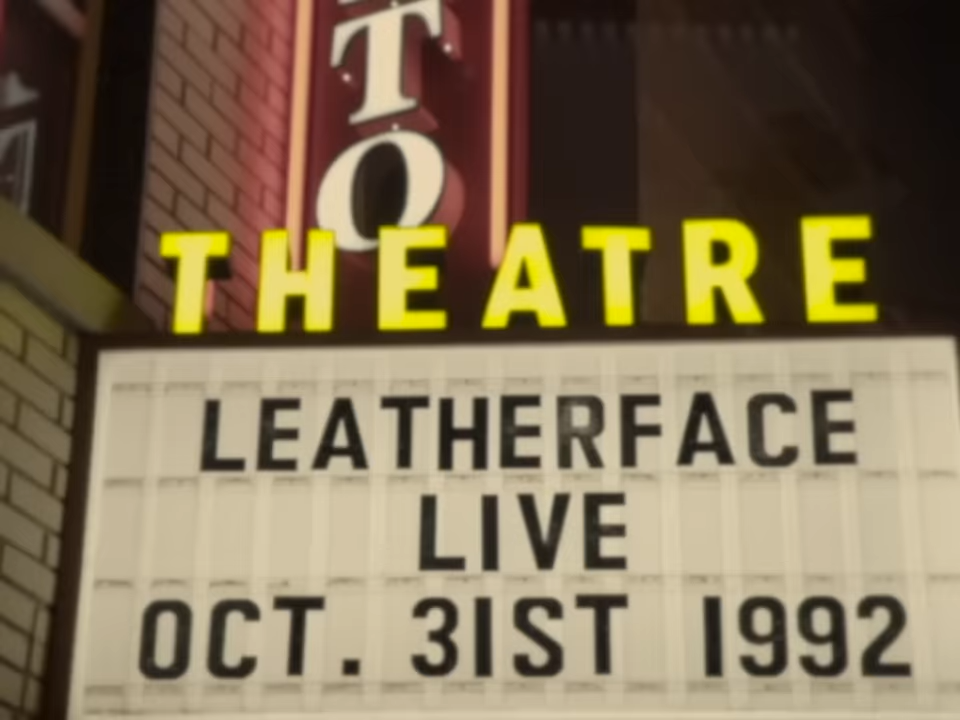 TO
THEATRE
LEATHERFACE
LIVE
OCT. 31ST 1992